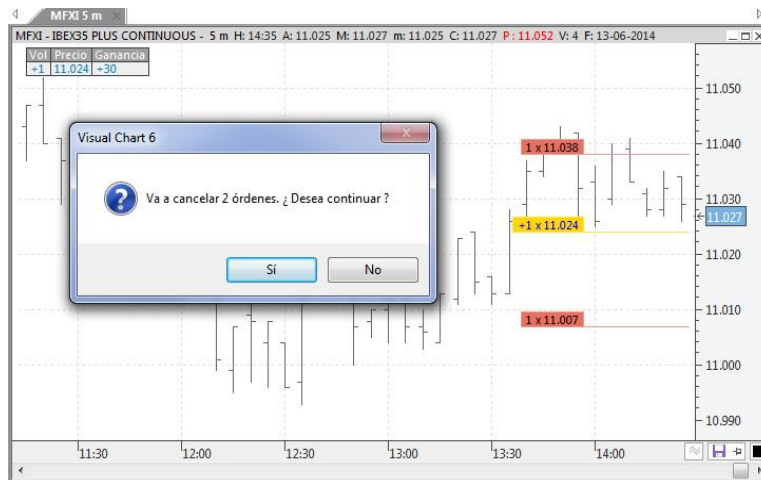 MFXI 5 m
MFXI - IBEX35 PLUS CONTINUOUS - 5 m H: 14:35 A: 11.025 M: 11.027 m: 11.025 C: 11.027 P: 11.052 V: 4 F: 13-06-2014
Vol Precio Ganancia
+1 11.024 +30
11.050
Visual Chart 6
11.040
1 x 11.038
Va a cancelar 2 órdenes. ¿ Desea continuar ?
11.030
11.027
+1 x 11.024
11.020
Sí No
11.010
1 x 11.007
11.000
10.990
11:30 12:00 12:30 13:00 13:30 14:00